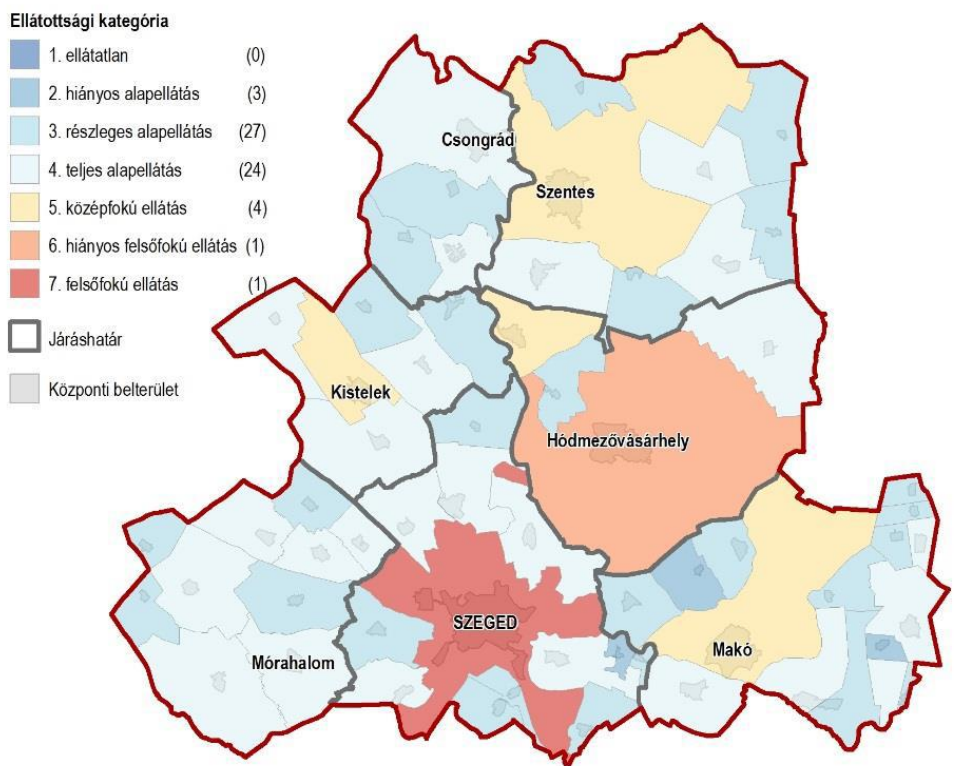 Ellátottsági kategória
1. ellátatlan (0)
2. hiányos alapellátás (3)
3. részleges alapellátás (27)
4. teljes alapellátás (24)
5. középfokú ellátás (4)
6. hiányos felsőfokú ellátás (1)
7. felsőfokú ellátás (1)
Járáshatár
Központi belterület
Csongrád
Szentes
Kistelek
Hódmezővásárhely
SZEGED
Makó
Mórahalom